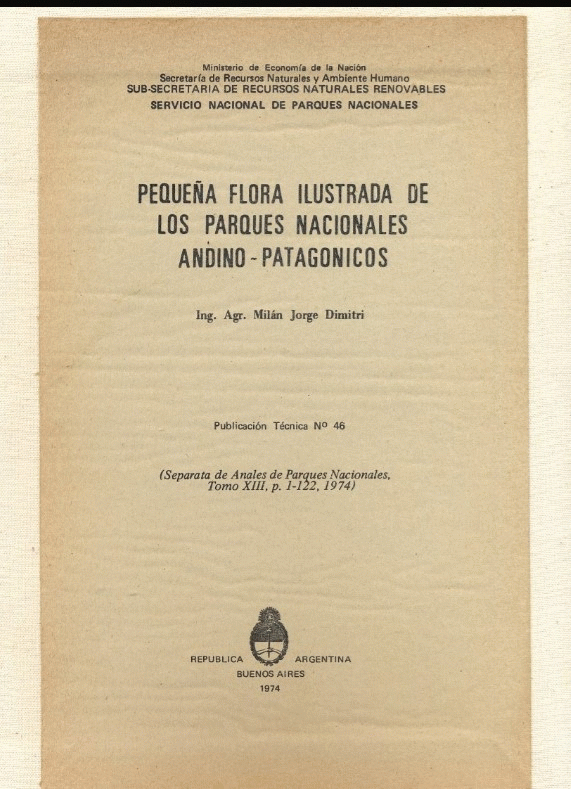 Ministerio de Economía de la Nación
Secretaría de Recursos Naturales y Ambiente Humano
SUB-SECRETARIA DE RECURSOS NATURALES RENOVABLES
SERVICIO NACIONAL DE PARQUES NACIONALES
PEQUEÑA FLORA ILUSTRADA DE
LOS PARQUES NACIONALES
ANDINO-PATAGONICOS
Ing. Agr. Milán Jorge Dimitri
Publicación Técnica Nº 46
(Separata de Anales de Parques Nacionales,
Tomo XIII, p. 1-122, 1974)
REPUBLICA ARGENTINA
BUENOS AIRES
1974